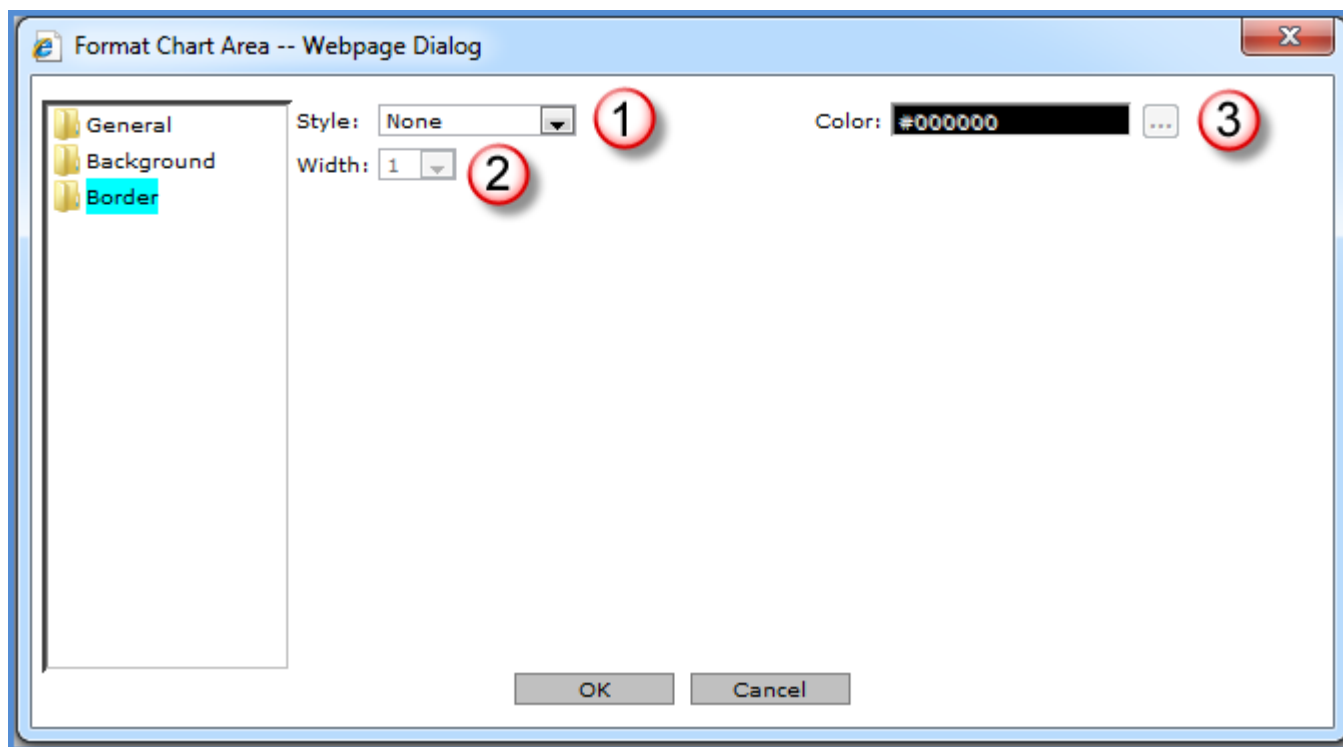 Format Chart Area -- Webpage Dialog
General
Background
Border
Style: None 1
Color: #000000 ... 3
Width: 1 2
OK Cancel